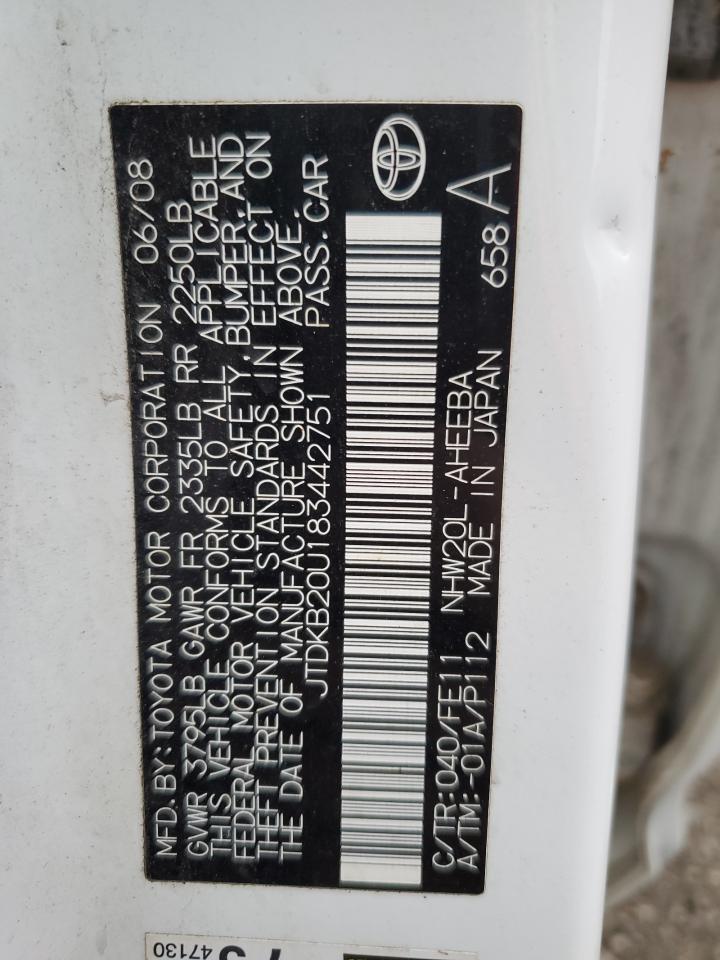 MFD.BY:TOYOTA MOTOR CORPORATION 06/08
GVWR 3795LB GAWR FR 2335LB RR 2250LB
THIS VEHICLE CONFORMS TO ALL APPLICABLE
FEDERAL MOTOR VEHICLE SAFETY,BUMPER,AND
THEFT PREVENTION STANDARDS IN EFFECT ON
THE DATE OF MANUFACTURE SHOWN ABOVE.
JTDKB20U183442751 PASS.CAR
C/TR:040/FE11 NHW20L-AHEEBA
A/TM:-01A/P112 MADE IN JAPAN 658 A
47130